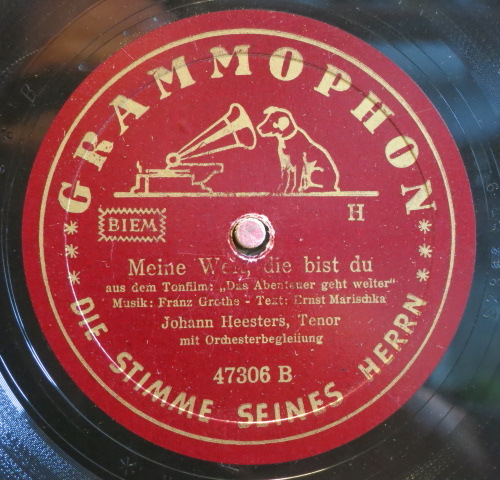 GRAMMOPHON
BIEM
H
Meine Welt, die bist du
aus dem Tonfilm: „Das Abenteuer geht weiter“
Musik: Franz Grothe - Text: Ernst Marischka
Johann Heesters, Tenor
mit Orchesterbegleitung
47306 B
DIE STIMME SEINES HERRN